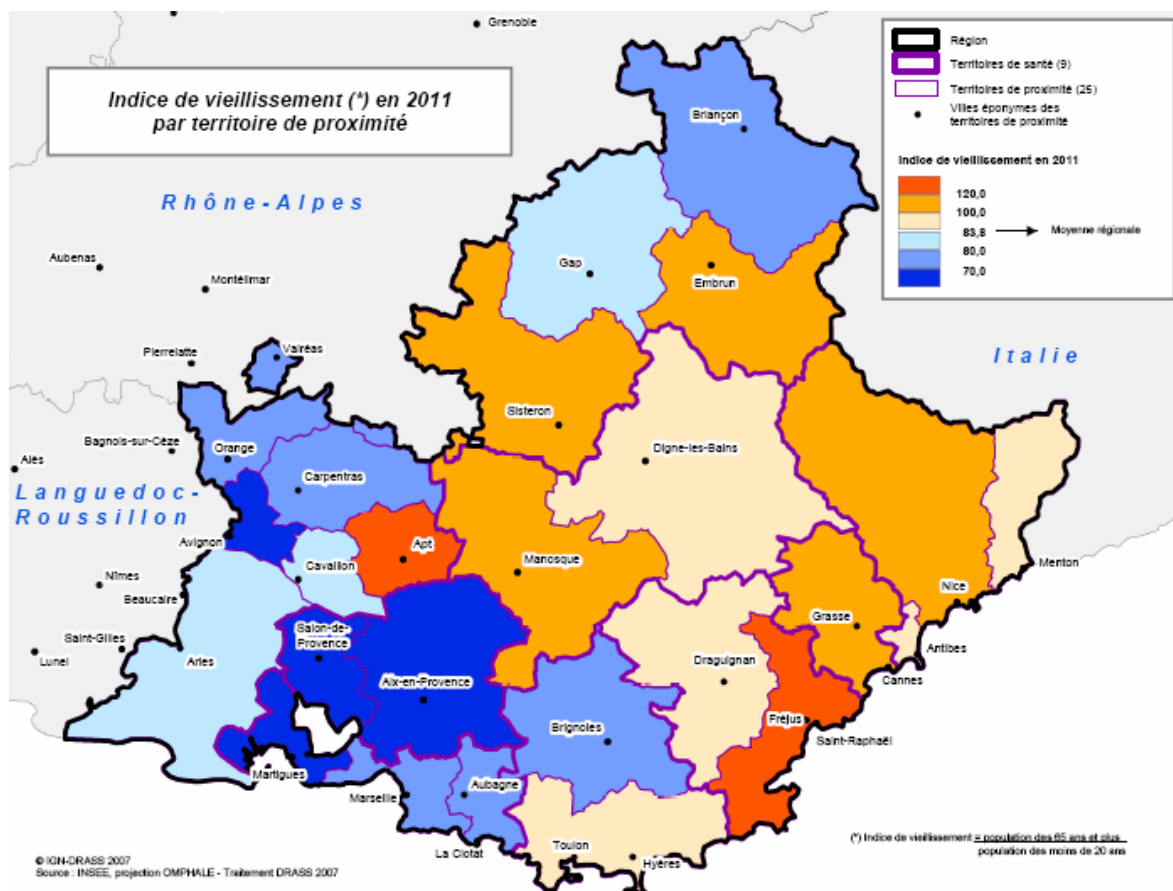 Grenoble
Indice de vieillissement (*) en 2011
par territoire de proximité
Région
Territoires de santé (9)
Territoires de proximité (25)
Villes éponymes des
territoires de proximité
Indice de vieillissement en 2011
120,0
100,0
83,8
Moyenne régionale
80,0
70,0
Briançon
Rhône-Alpes
Aubenas
Gap
Embrun
Montélimar
Pierrelatte
Valréas
Italie
Sisteron
Bagnols-sur-Cèze
Orange
Digne-les-Bains
Alès
Carpentras
Languedoc-
Roussillon
Avignon
Apt
Cavaillon
Manosque
Menton
Nîmes
Nice
Beaucaire
Grasse
Salon-de-
Provence
Saint-Gilles
Antibes
Lunel
Arles
Draguignan
Cannes
Aix-en-Provence
Fréjus
Brignoles
Saint-Raphaël
Martigues
Marseille
Aubagne
La Ciotat
Toulon
Hyères
(*) Indice de vieillissement = population des 65 ans et plus
population des moins de 20 ans
© IGN-DRASS 2007
Source : INSEE, projection OMPHALE - Traitement DRASS 2007